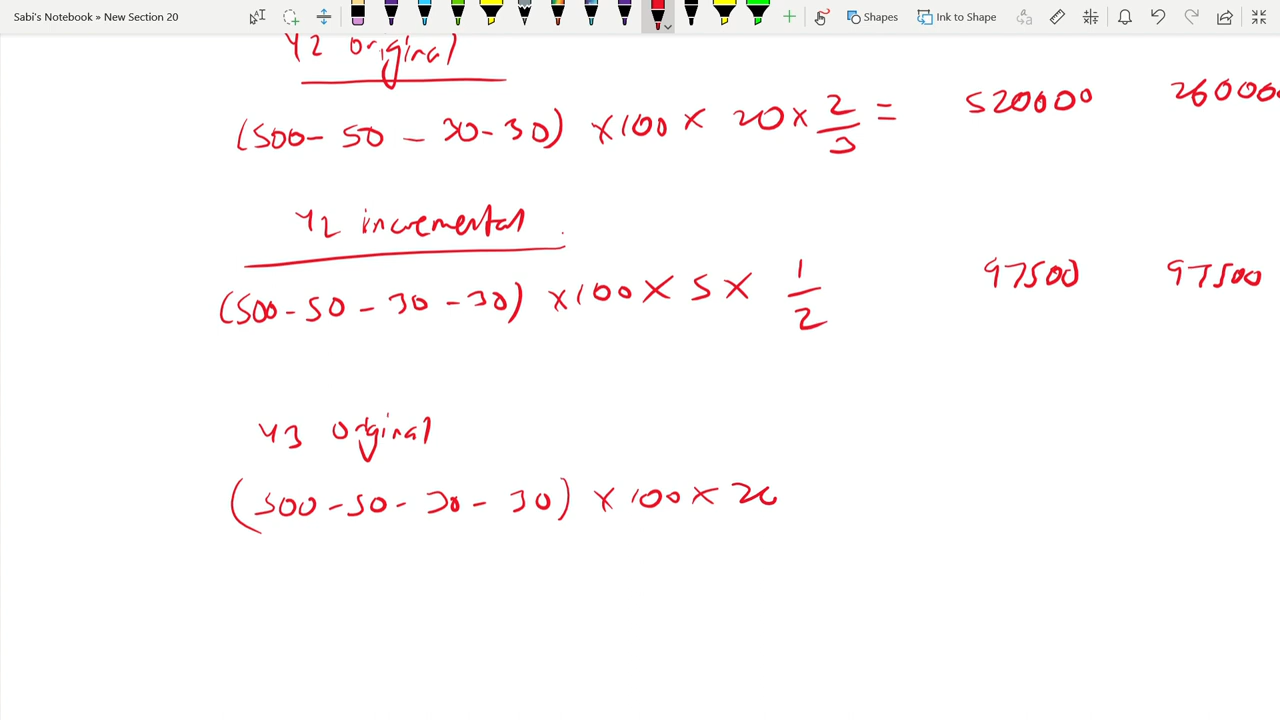 Sabi's Notebook » New Section 20
Shapes
Ink to Shape
Y2 original
(500 - 50 - 30 - 30) × 100 × 20 × 2/3 = 520000 260000
Y2 incremental
(500 - 50 - 30 - 30) × 100 × 5 × 1/2 97500 97500
Y3 orginal
(500 - 50 - 30 - 30) × 100 × 20